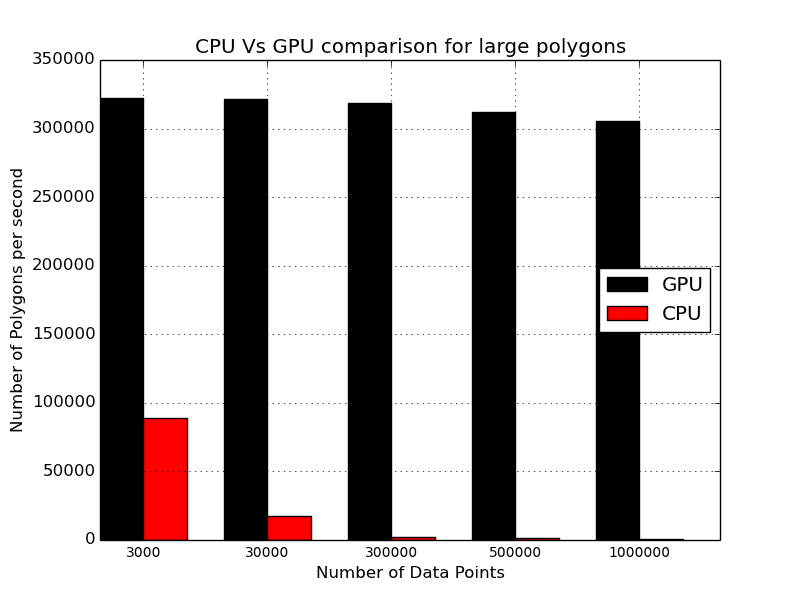 CPU Vs GPU comparison for large polygons
350000
300000
250000
200000
150000
100000
50000
0
Number of Polygons per second
GPU
CPU
3000 30000 300000 500000 1000000
Number of Data Points